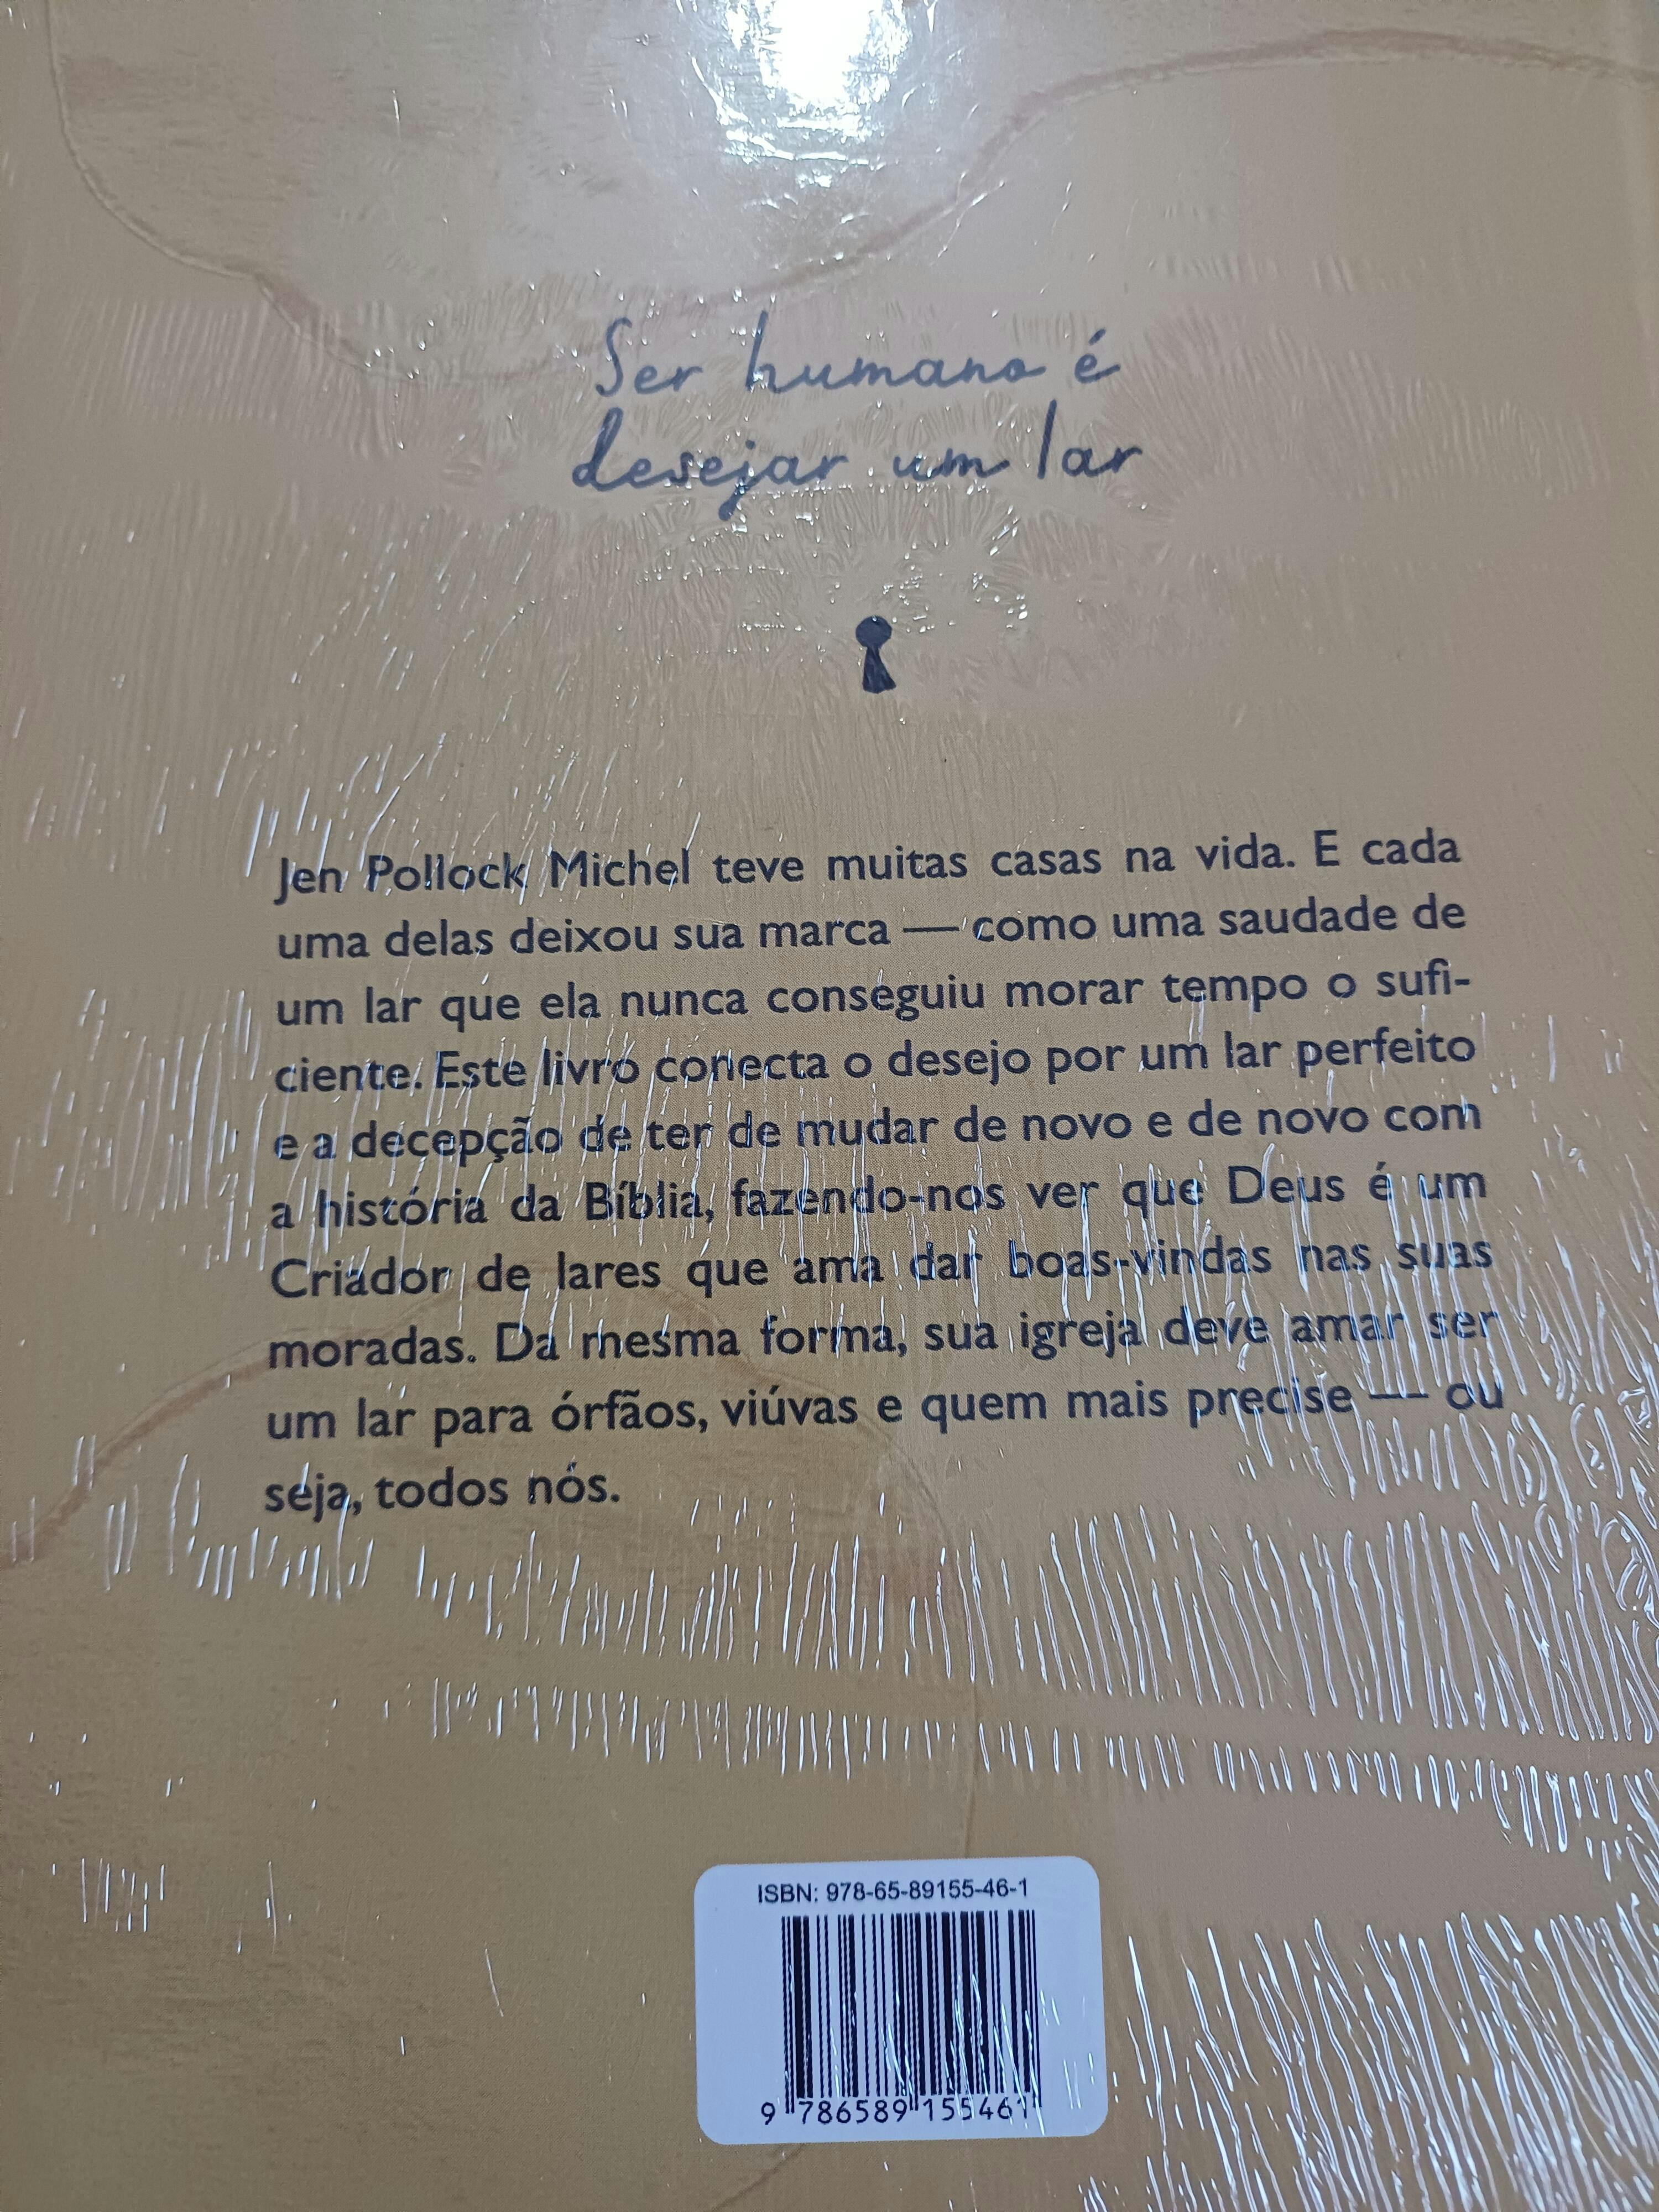 Ser humano é
desejar um lar
Jen Pollock Michel teve muitas casas na vida. E cada
uma delas deixou sua marca — como uma saudade de
um lar que ela nunca conseguiu morar tempo o sufi-
ciente. Este livro conecta o desejo por um lar perfeito
e a decepção de ter de mudar de novo e de novo com
a história da Bíblia, fazendo-nos ver que Deus é um
Criador de lares que ama dar boas-vindas nas suas
moradas. Da mesma forma, sua igreja deve amar ser
um lar para órfãos, viúvas e quem mais precise — ou
seja, todos nós.
ISBN: 978-65-89155-46-1
9 786589 155461